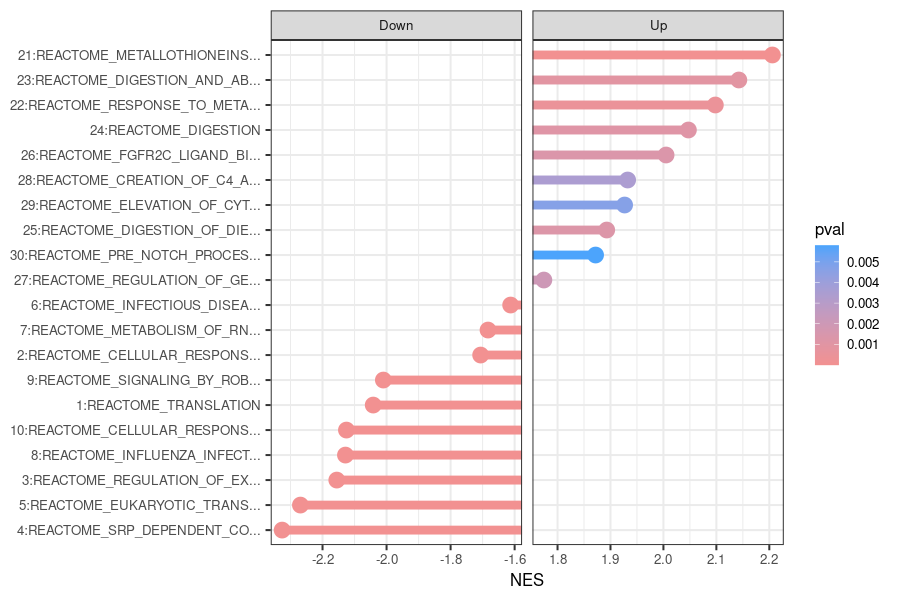 Down
Up
21:REACTOME_METALLOTHIONEINS...
23:REACTOME_DIGESTION_AND_AB...
22:REACTOME_RESPONSE_TO_META...
24:REACTOME_DIGESTION
26:REACTOME_FGFR2C_LIGAND_BI...
28:REACTOME_CREATION_OF_C4_A...
29:REACTOME_ELEVATION_OF_CYT...
25:REACTOME_DIGESTION_OF_DIE...
30:REACTOME_PRE_NOTCH_PROCES...
27:REACTOME_REGULATION_OF_GE...
6:REACTOME_INFECTIOUS_DISEA...
7:REACTOME_METABOLISM_OF_RN...
2:REACTOME_CELLULAR_RESPONS...
9:REACTOME_SIGNALING_BY_ROB...
1:REACTOME_TRANSLATION
10:REACTOME_CELLULAR_RESPONS...
8:REACTOME_INFLUENZA_INFECT...
3:REACTOME_REGULATION_OF_EX...
5:REACTOME_EUKARYOTIC_TRANS...
4:REACTOME_SRP_DEPENDENT_CO...
-2.2 -2.0 -1.8 -1.6 1.8 1.9 2.0 2.1 2.2
NES
pval
0.005
0.004
0.003
0.002
0.001